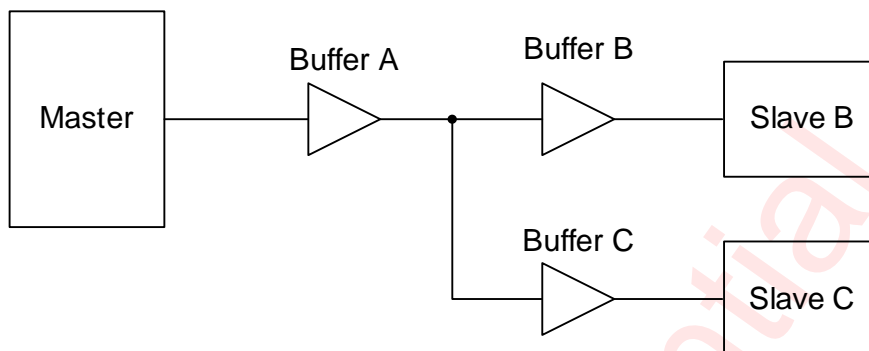 Buffer A
Buffer B
Master
Slave B
Buffer C
Slave C